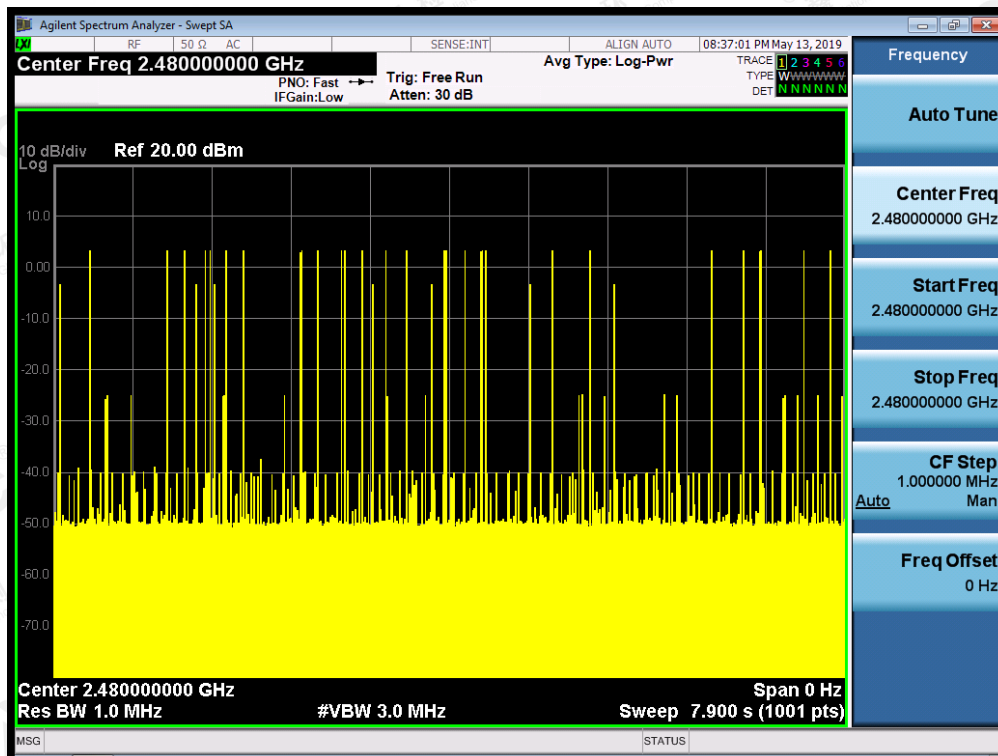 Agilent Spectrum Analyzer - Swept SA
LXI RF 50 Ω AC SENSE:INT ALIGN AUTO 08:37:01 PM May 13, 2019
Center Freq 2.480000000 GHz
PNO: Fast
IFGain:Low
Trig: Free Run
Atten: 30 dB
Avg Type: Log-Pwr
TRACE 1 2 3 4 5 6
TYPE WWWWWW
DET N N N N N N
10 dB/div Ref 20.00 dBm
Log
10.0
0.00
-10.0
-20.0
-30.0
-40.0
-50.0
-60.0
-70.0
Center 2.480000000 GHz Span 0 Hz
Res BW 1.0 MHz #VBW 3.0 MHz Sweep 7.900 s (1001 pts)
MSG STATUS
Frequency
Auto Tune
Center Freq
2.480000000 GHz
Start Freq
2.480000000 GHz
Stop Freq
2.480000000 GHz
CF Step
1.000000 MHz
Auto Man
Freq Offset
0 Hz